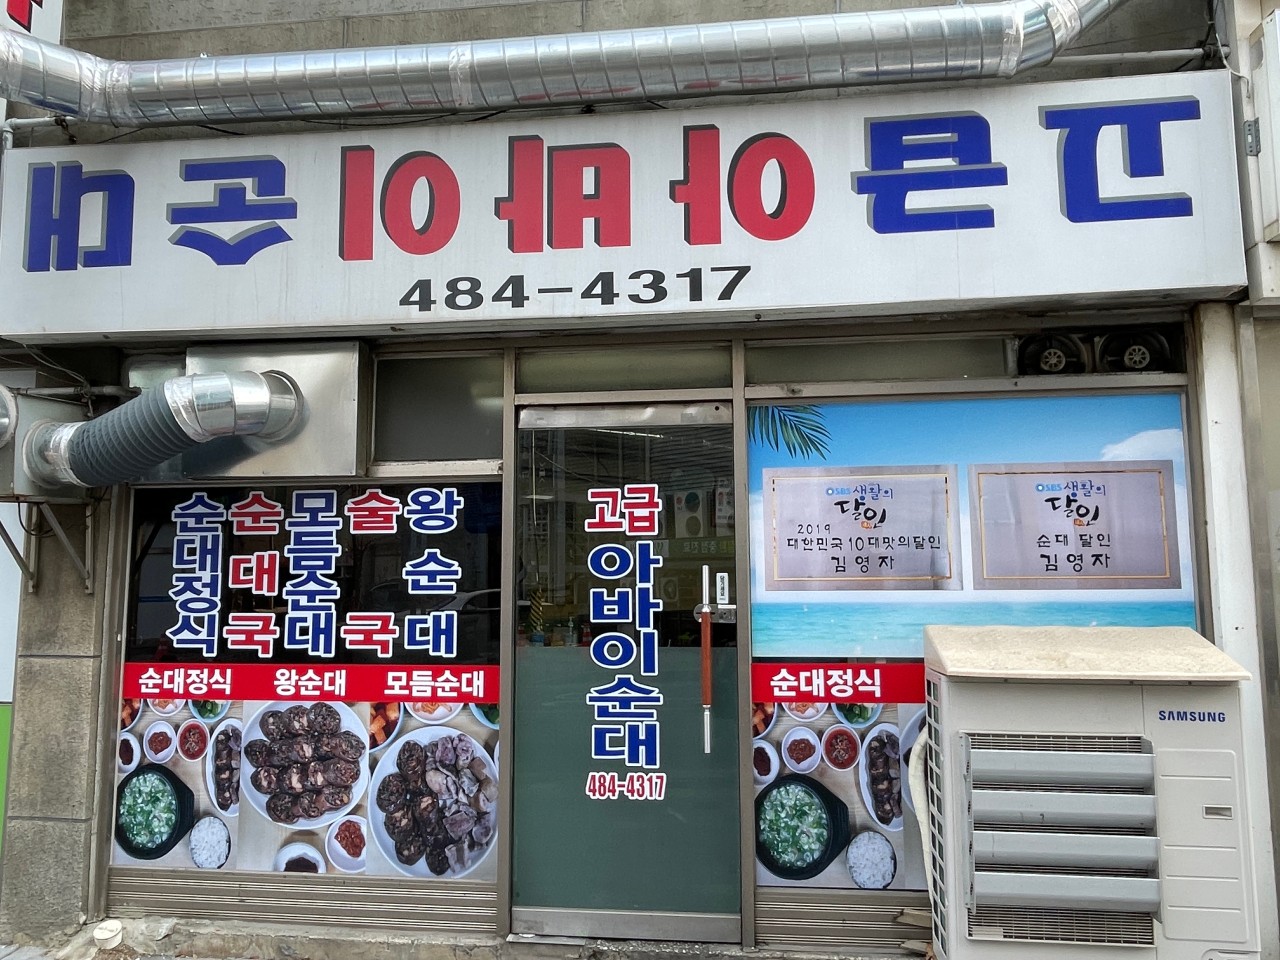 고급아바이순대
484-4317
순대정식
순대국
모듬순대
술국
왕순대
순대정식 왕순대 모듬순대
고급
아바이순대
484-4317
SBS 생활의
달인
2019
대한민국 10대맛의달인
김영자
SBS 생활의
달인
순대 달인
김영자
순대정식
SAMSUNG